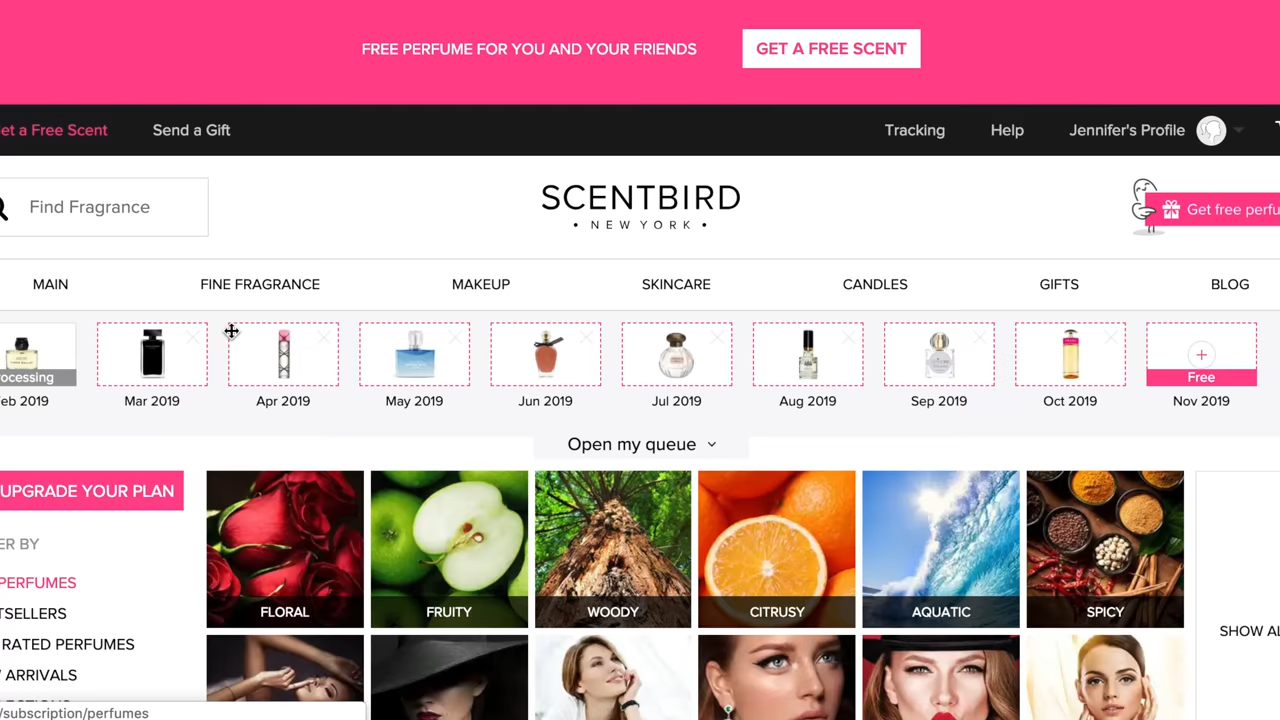 FREE PERFUME FOR YOU AND YOUR FRIENDS GET A FREE SCENT
et a Free Scent Send a Gift Tracking Help Jennifer's Profile
Find Fragrance
SCENTBIRD
• NEW YORK •
Get free perfu
MAIN FINE FRAGRANCE MAKEUP SKINCARE CANDLES GIFTS BLOG
ocessing
Free
eb 2019 Mar 2019 Apr 2019 May 2019 Jun 2019 Jul 2019 Aug 2019 Sep 2019 Oct 2019 Nov 2019
Open my queue
UPGRADE YOUR PLAN
ER BY
PERFUMES
TSELLERS
RATED PERFUMES
ARRIVALS
FLORAL FRUITY WOODY CITRUSY AQUATIC SPICY
SHOW AL
/subscription/perfumes